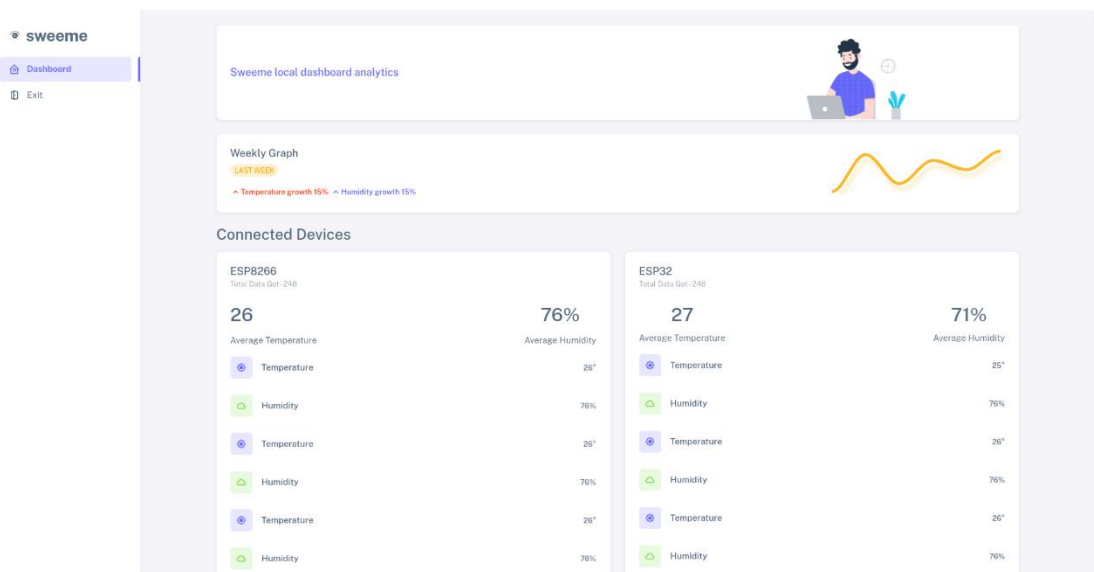 sweeme
Dashboard
Exit
Sweeme local dashboard analytics
Weekly Graph
LAST WEEK
Temperature growth 15% Humidity growth 15%
Connected Devices
ESP8266
Total Data Got - 248
26 76%
Average Temperature Average Humidity
Temperature 26°
Humidity 76%
Temperature 26°
Humidity 76%
Temperature 26°
Humidity 76%
ESP32
Total Data Got - 248
27 71%
Average Temperature Average Humidity
Temperature 25°
Humidity 76%
Temperature 26°
Humidity 76%
Temperature 26°
Humidity 76%